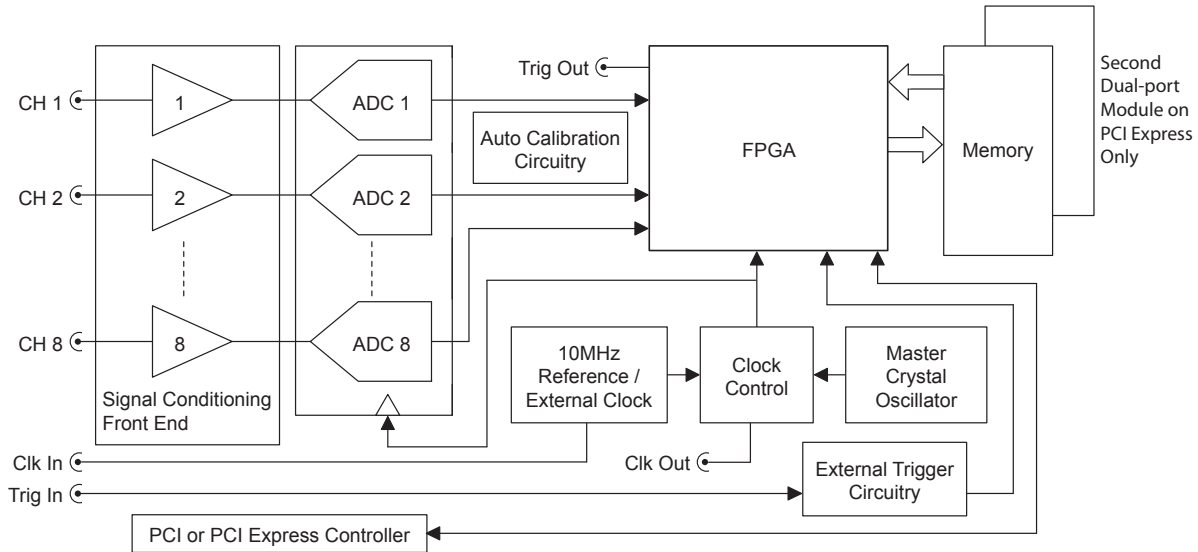 Trig Out
Second
Dual-port
Module on
PCI Express
Only
CH 1
1
ADC 1
Auto Calibration
Circuitry
FPGA
Memory
CH 2
2
ADC 2
CH 8
8
ADC 8
10MHz
Reference /
External Clock
Clock
Control
Master
Crystal
Oscillator
Signal Conditioning
Front End
Clk In
Clk Out
External Trigger
Circuitry
Trig In
PCI or PCI Express Controller